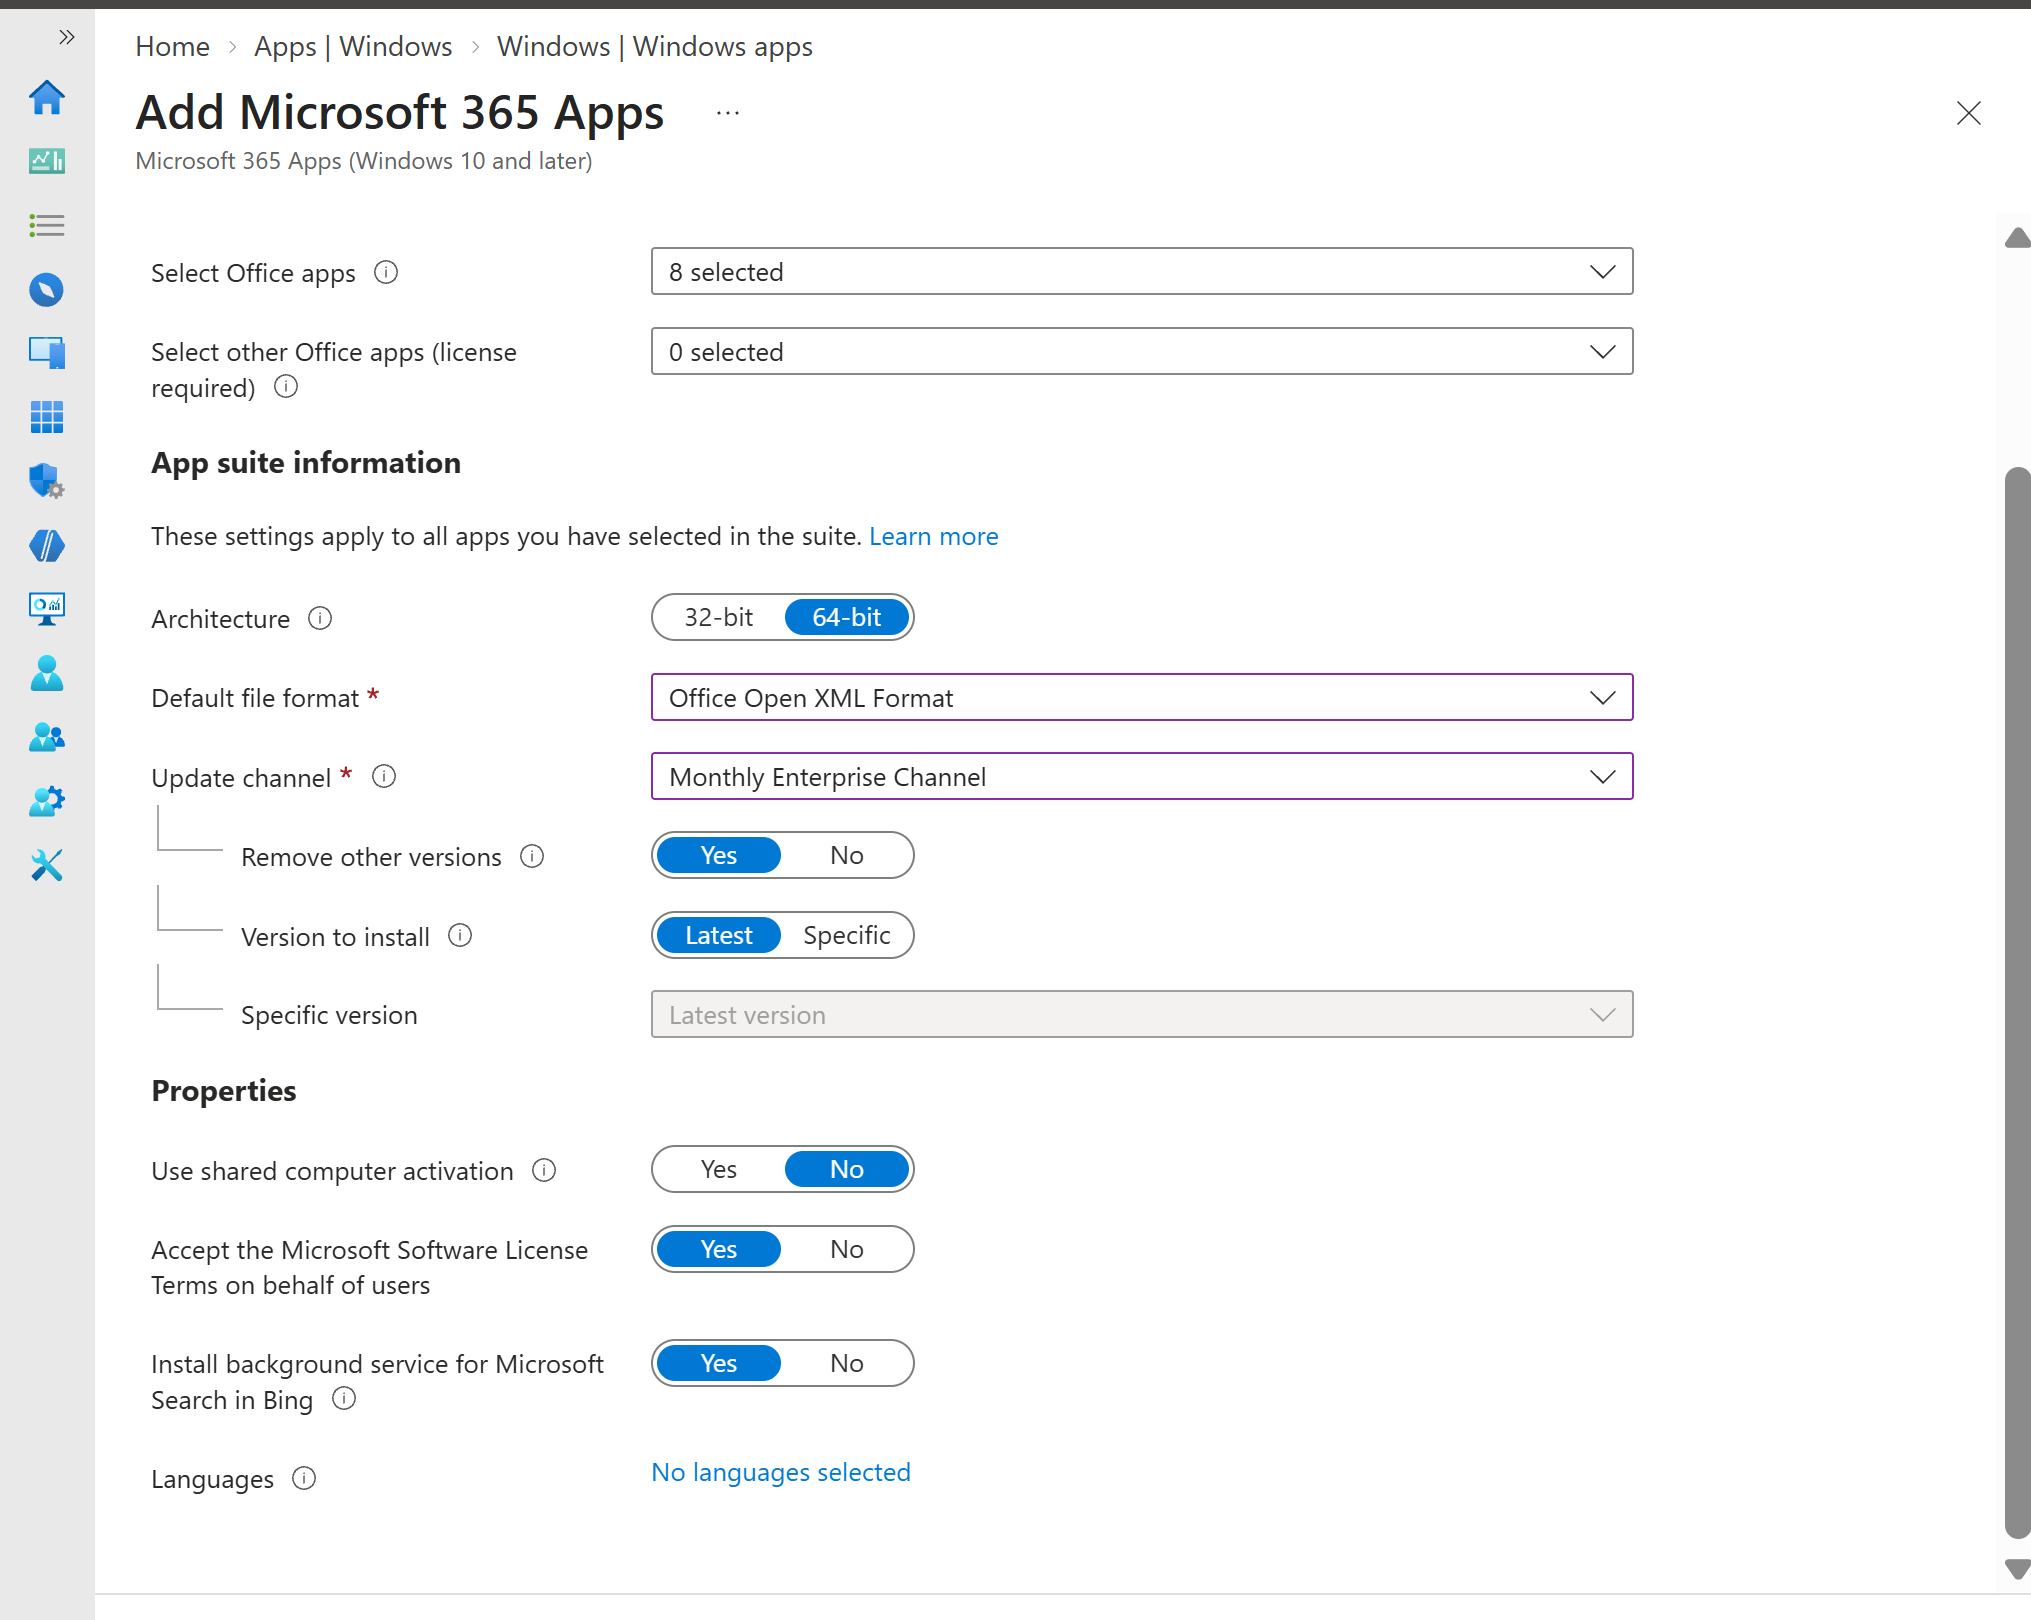 Home > Apps | Windows > Windows | Windows apps
Add Microsoft 365 Apps ...
Microsoft 365 Apps (Windows 10 and later)
Select Office apps
8 selected
Select other Office apps (license
required)
0 selected
App suite information
These settings apply to all apps you have selected in the suite. Learn more
Architecture
32-bit 64-bit
Default file format *
Office Open XML Format
Update channel *
Monthly Enterprise Channel
Remove other versions
Yes No
Version to install
Latest Specific
Specific version
Latest version
Properties
Use shared computer activation
Yes No
Accept the Microsoft Software License
Terms on behalf of users
Yes No
Install background service for Microsoft
Search in Bing
Yes No
Languages
No languages selected